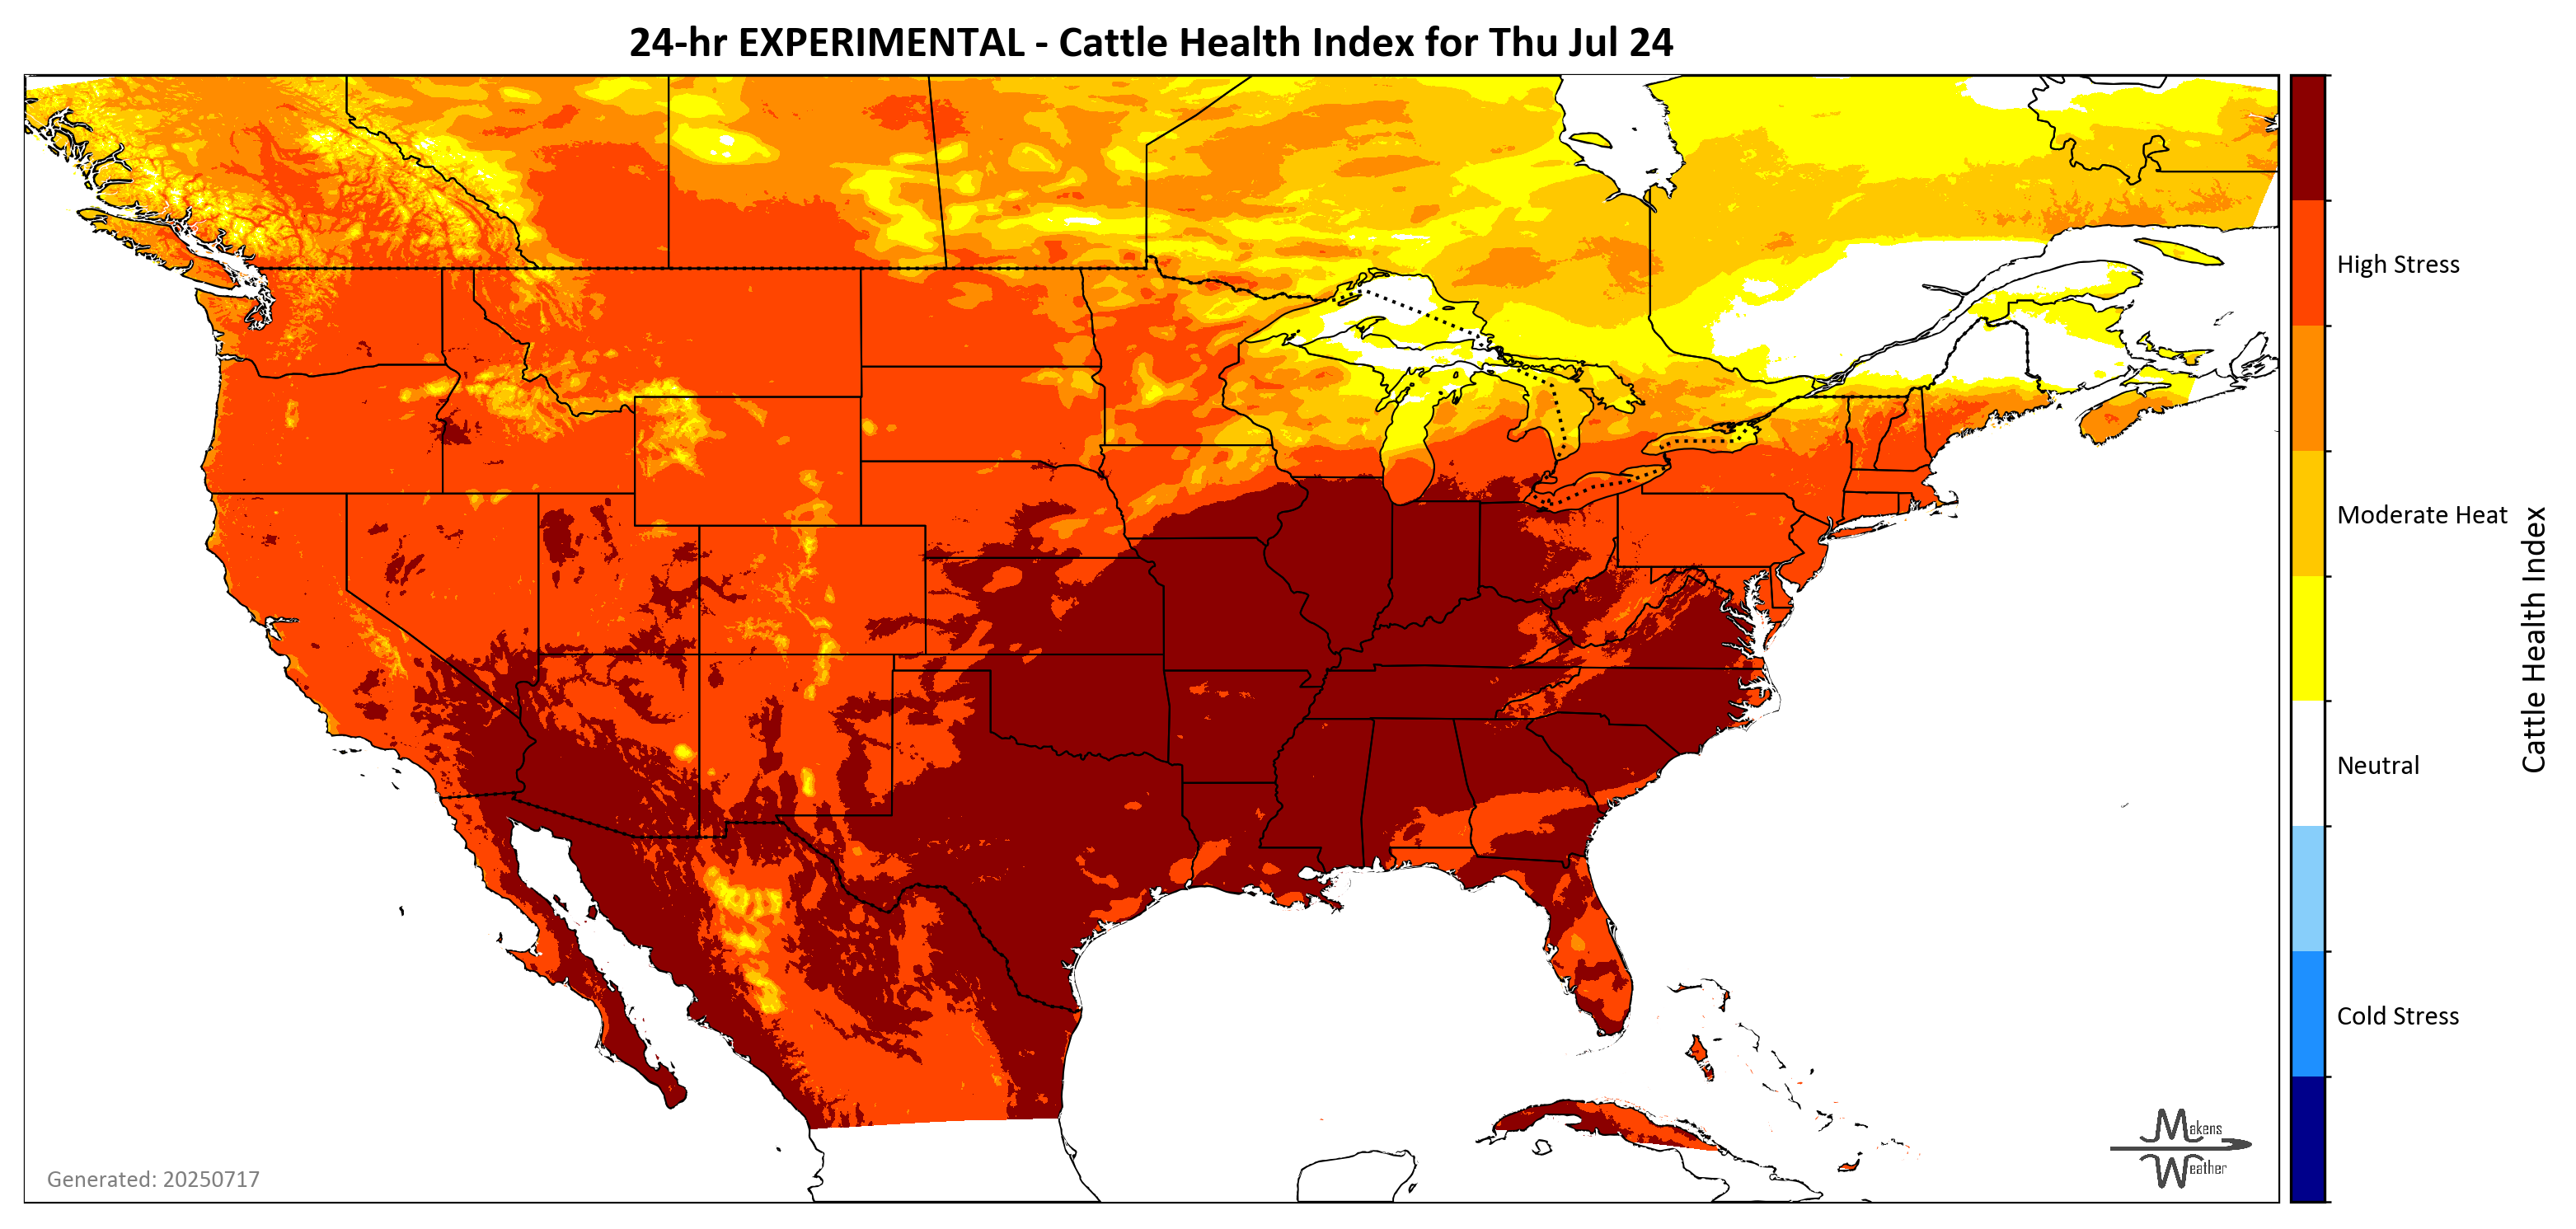 24-hr EXPERIMENTAL - Cattle Health Index for Thu Jul 24
High Stress
Moderate Heat
Neutral
Cold Stress
Cattle Health Index
Generated: 20250717
Makens
Weather